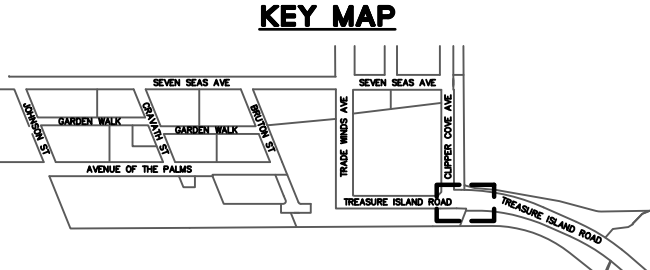 KEY MAP
SEVEN SEAS AVE
SEVEN SEAS AVE
JOHNSON ST
GARDEN WALK
CRAVATH ST
GARDEN WALK
BRUTON ST
TRADE WINDS AVE
CLIPPER COVE AVE
AVENUE OF THE PALMS
TREASURE ISLAND ROAD
TREASURE ISLAND ROAD